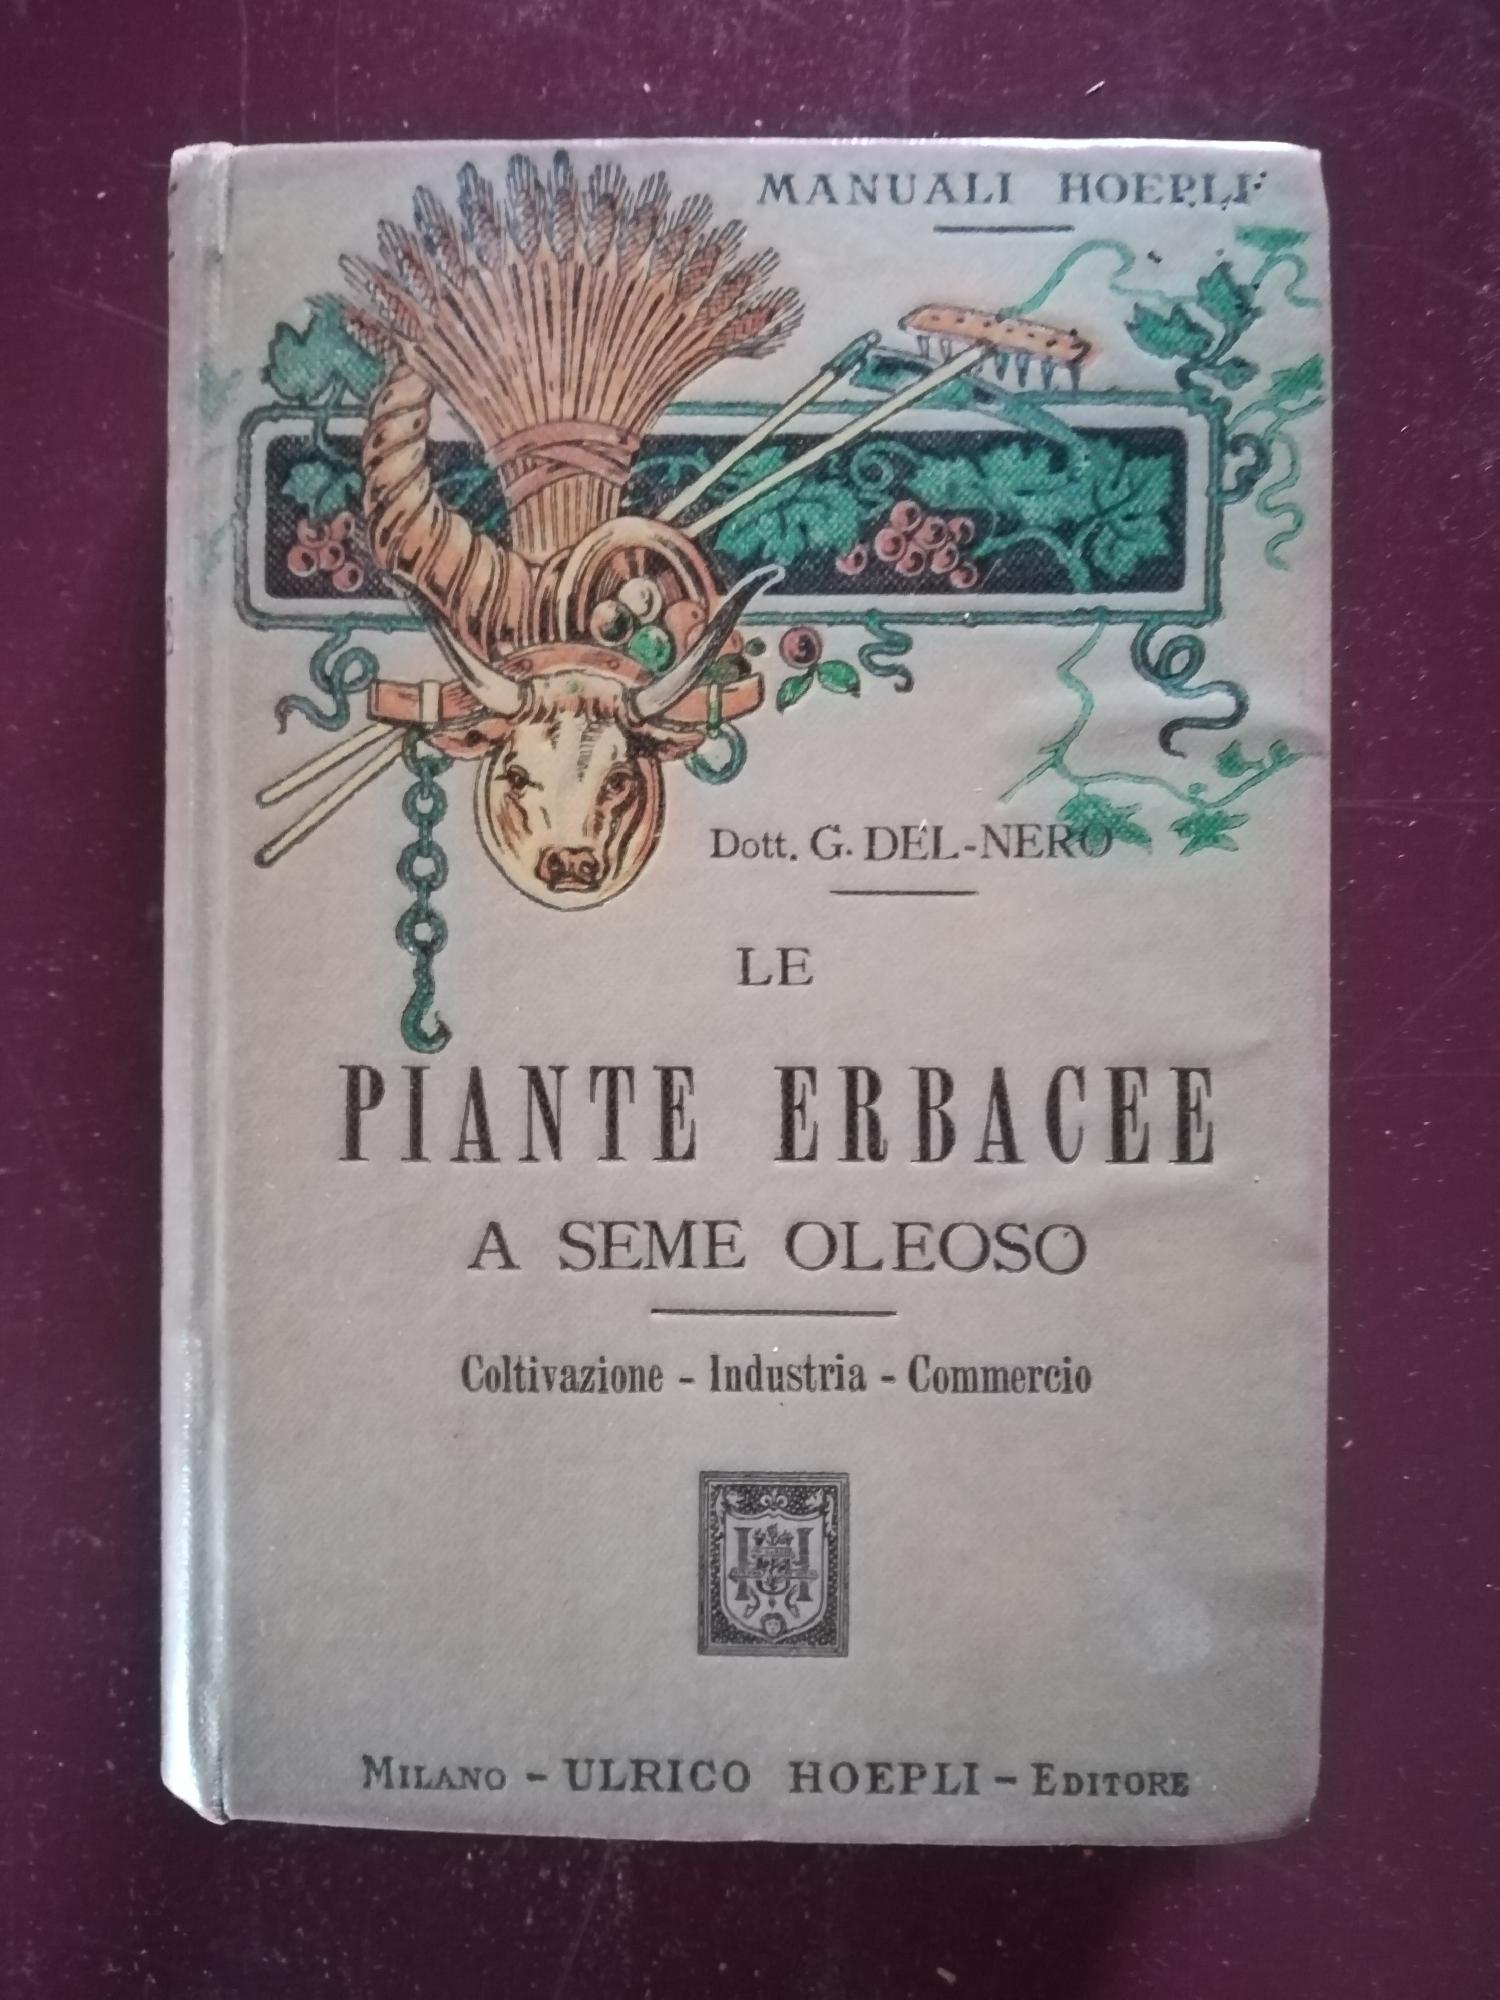 MANUALI HOEPLI
Dott. G. DEL-NERO
LE
PIANTE ERBACEE
A SEME OLEOSO
Coltivazione - Industria - Commercio
MILANO - ULRICO HOEPLI - EDITORE